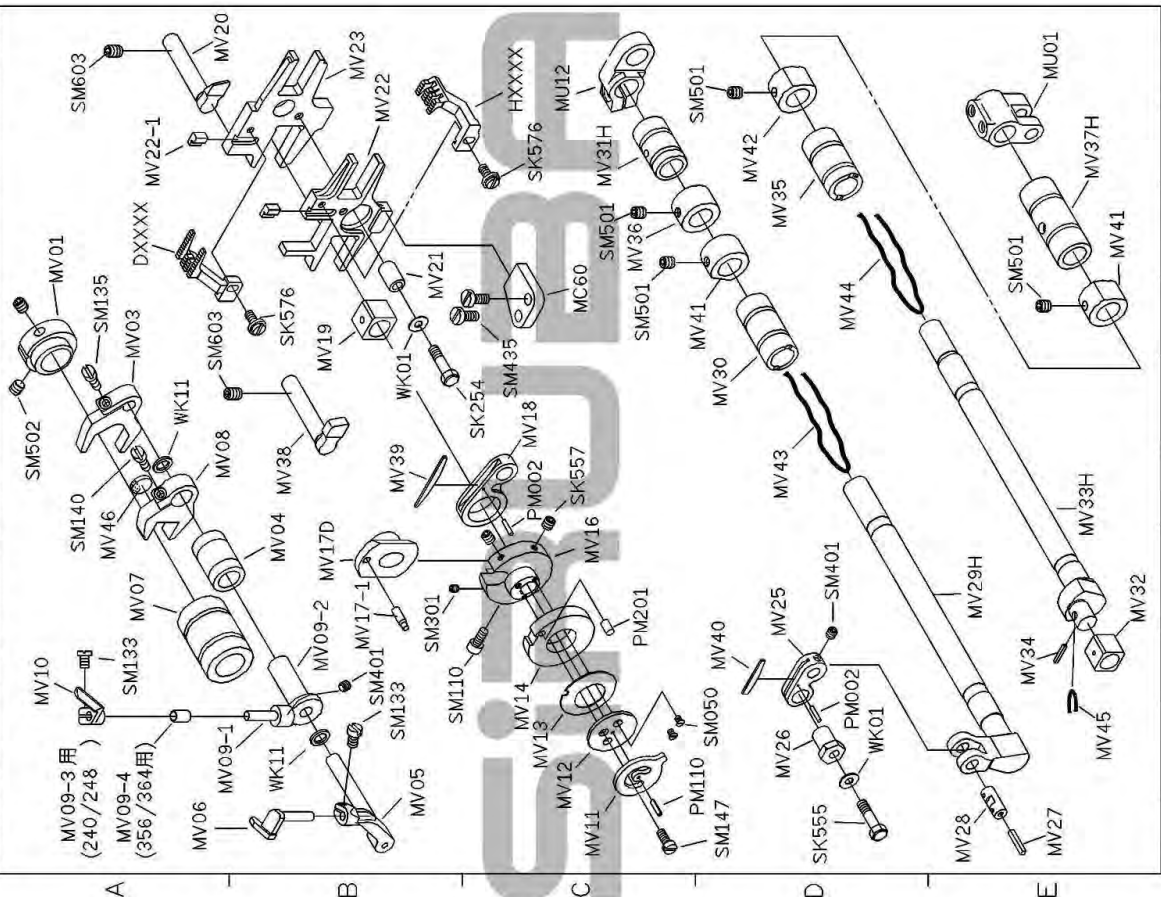 SiRUBA
A
B
C
D
E
SM603
MV20
MV22-1
MV23
MV22
HXXXX
SK576
DXXXX
SK576
MV01
SM135
MV03
SM502
WK11
SM603
MV19
MV21
WK01
SK254
MC60
SM435
SM140
MV46
MV08
MV38
MV04
MV07
MV39
MV18
PM002
SK557
MV16
MV17D
MV17-1
SM301
SM110
PM201
MV14
MV13
MV12
SM050
MV11
PM110
SM147
MV10
SM133
MV09-3用
(240/248)
MV09-4
(356/364用)
MV09-2
SM401
SM133
MV09-1
WK11
MV06
MV05
MU12
MV31H
SM501
MV36
SM501
MV41
MV30
MV43
MV29H
SM501
MV42
MV35
MV44
MU01
MV37H
SM501
MV41
MV33H
MV32
MV34
MV45
MV40
MV25
SM401
PM002
MV26
WK01
SK555
MV28
MV27